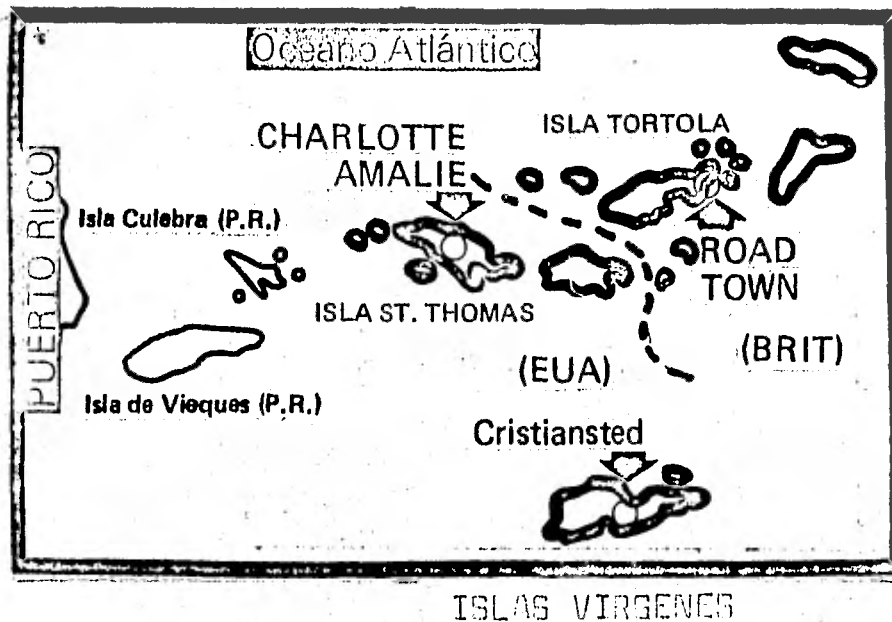 Océano Atlántico
CHARLOTTE
AMALIE
ISLA TORTOLA
PUERTO RICO
Isla Culebra (P.R.)
ISLA ST. THOMAS
ROAD
TOWN
(EUA)
(BRIT)
Isla de Vieques (P.R.)
Cristiansted
ISLAS VIRGENES